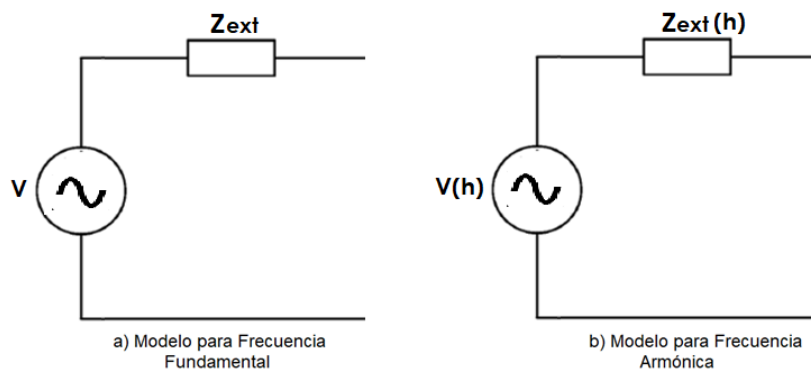 Zext
V
a) Modelo para Frecuencia
Fundamental
Zext (h)
V(h)
b) Modelo para Frecuencia
Armónica